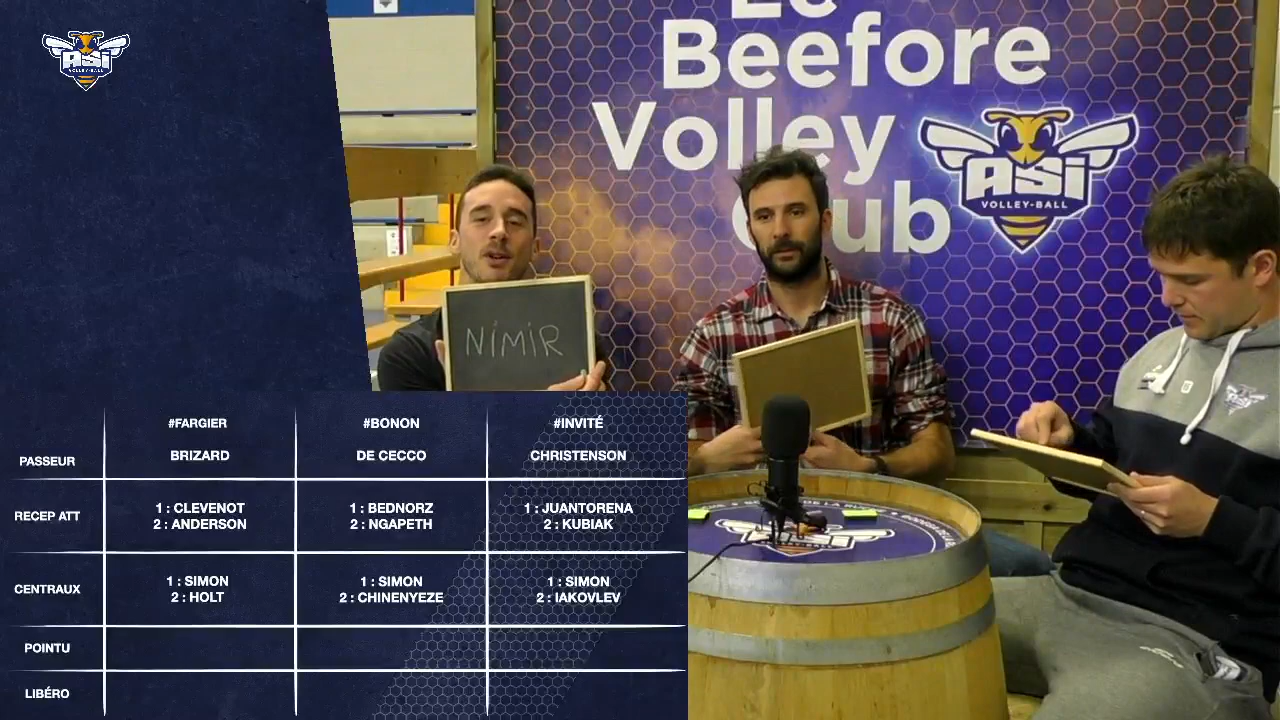 ASI
VOLLEY-BALL
Le
Beefore
Volley
Club
ASI
VOLLEY-BALL
NIMIR
#FARGIER #BONON #INVITÉ
PASSEUR BRIZARD DE CECCO CHRISTENSON
RECEP ATT 1 : CLEVENOT 1 : BEDNORZ 1 : JUANTORENA
2 : ANDERSON 2 : NGAPETH 2 : KUBIAK
CENTRAUX 1 : SIMON 1 : SIMON 1 : SIMON
2 : HOLT 2 : CHINENYEZE 2 : IAKOVLEV
POINTU
LIBÉRO